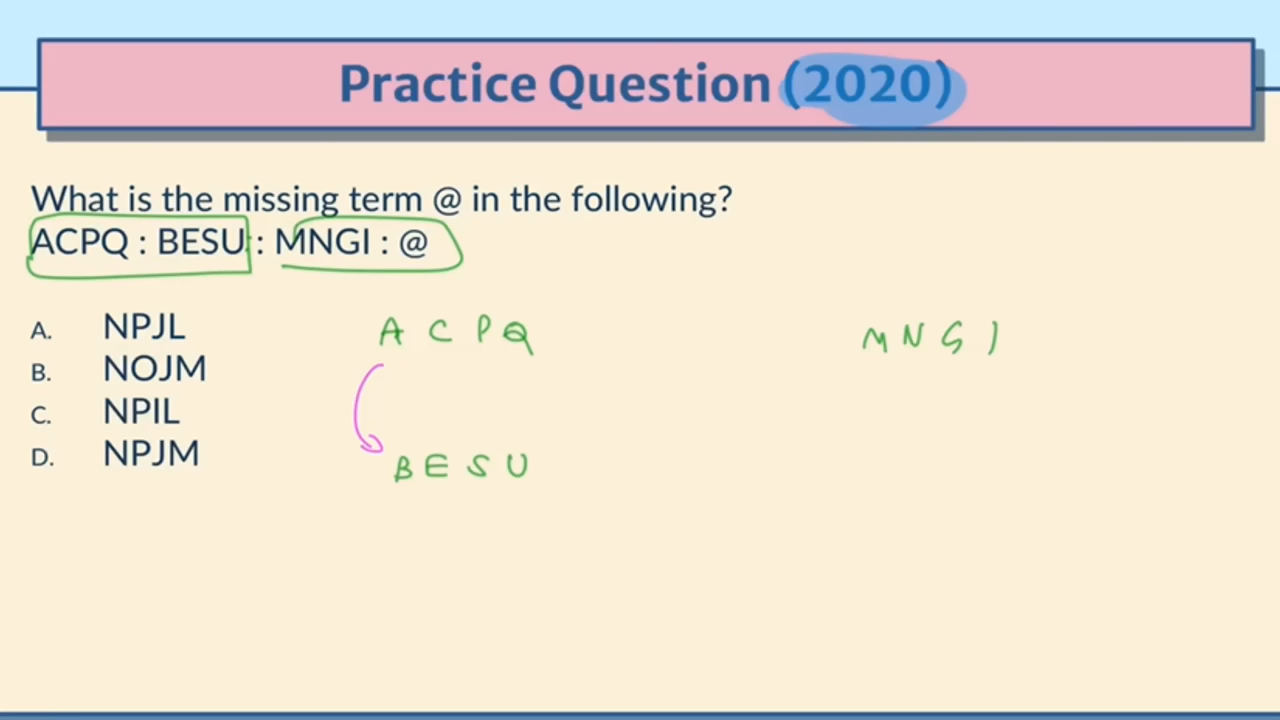 Practice Question (2020)
What is the missing term @ in the following?
ACPQ : BESU : : MNGI : @
A. NPJL
B. NOJM
C. NPIL
D. NPJM
A C P Q
M N G I
B E S U